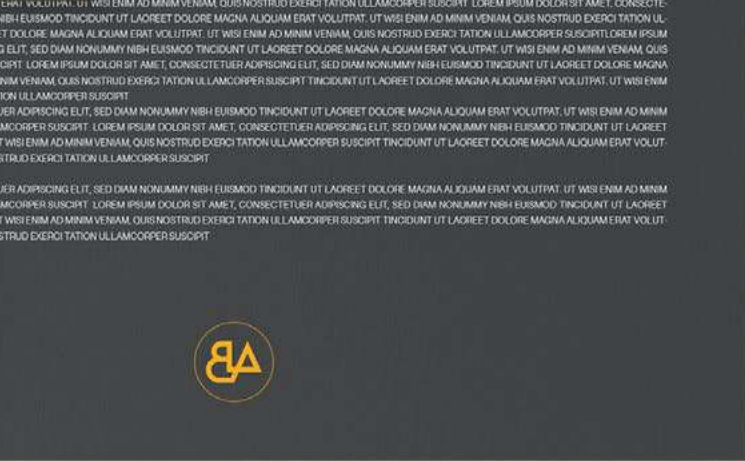 ERAT VOLUTPAT. UT WISI ENIM AD MINIM VENIAM, QUIS NOSTRUD EXERCI TATION ULLAMCORPER SUSCIPIT LOREM IPSUM DOLOR SIT AMET, CONSECTE-
NIBH EUISMOD TINCIDUNT UT LAOREET DOLORE MAGNA ALIQUAM ERAT VOLUTPAT. UT WISI ENIM AD MINIM VENIAM, QUIS NOSTRUD EXERCI TATION UL-
ET DOLORE MAGNA ALIQUAM ERAT VOLUTPAT. UT WISI ENIM AD MINIM VENIAM, QUIS NOSTRUD EXERCI TATION ULLAMCORPER SUSCIPITLOREM IPSUM
G ELIT, SED DIAM NONUMMY NIBH EUISMOD TINCIDUNT UT LAOREET DOLORE MAGNA ALIQUAM ERAT VOLUTPAT. UT WISI ENIM AD MINIM VENIAM, QUIS
CIPIT LOREM IPSUM DOLOR SIT AMET, CONSECTETUER ADIPISCING ELIT, SED DIAM NONUMMY NIBH EUISMOD TINCIDUNT UT LAOREET DOLORE MAGNA
NIM VENIAM, QUIS NOSTRUD EXERCI TATION ULLAMCORPER SUSCIPIT TINCIDUNT UT LAOREET DOLORE MAGNA ALIQUAM ERAT VOLUTPAT. UT WISI ENIM
ION ULLAMCORPER SUSCIPIT
UER ADIPISCING ELIT, SED DIAM NONUMMY NIBH EUISMOD TINCIDUNT UT LAOREET DOLORE MAGNA ALIQUAM ERAT VOLUTPAT. UT WISI ENIM AD MINIM
MCORPER SUSCIPIT LOREM IPSUM DOLOR SIT AMET, CONSECTETUER ADIPISCING ELIT, SED DIAM NONUMMY NIBH EUISMOD TINCIDUNT UT LAOREET
T WISI ENIM AD MINIM VENIAM, QUIS NOSTRUD EXERCI TATION ULLAMCORPER SUSCIPIT TINCIDUNT UT LAOREET DOLORE MAGNA ALIQUAM ERAT VOLUT-
STRUD EXERCI TATION ULLAMCORPER SUSCIPIT
UER ADIPISCING ELIT, SED DIAM NONUMMY NIBH EUISMOD TINCIDUNT UT LAOREET DOLORE MAGNA ALIQUAM ERAT VOLUTPAT. UT WISI ENIM AD MINIM
MCORPER SUSCIPIT LOREM IPSUM DOLOR SIT AMET, CONSECTETUER ADIPISCING ELIT, SED DIAM NONUMMY NIBH EUISMOD TINCIDUNT UT LAOREET
T WISI ENIM AD MINIM VENIAM, QUIS NOSTRUD EXERCI TATION ULLAMCORPER SUSCIPIT TINCIDUNT UT LAOREET DOLORE MAGNA ALIQUAM ERAT VOLUT-
STRUD EXERCI TATION ULLAMCORPER SUSCIPIT